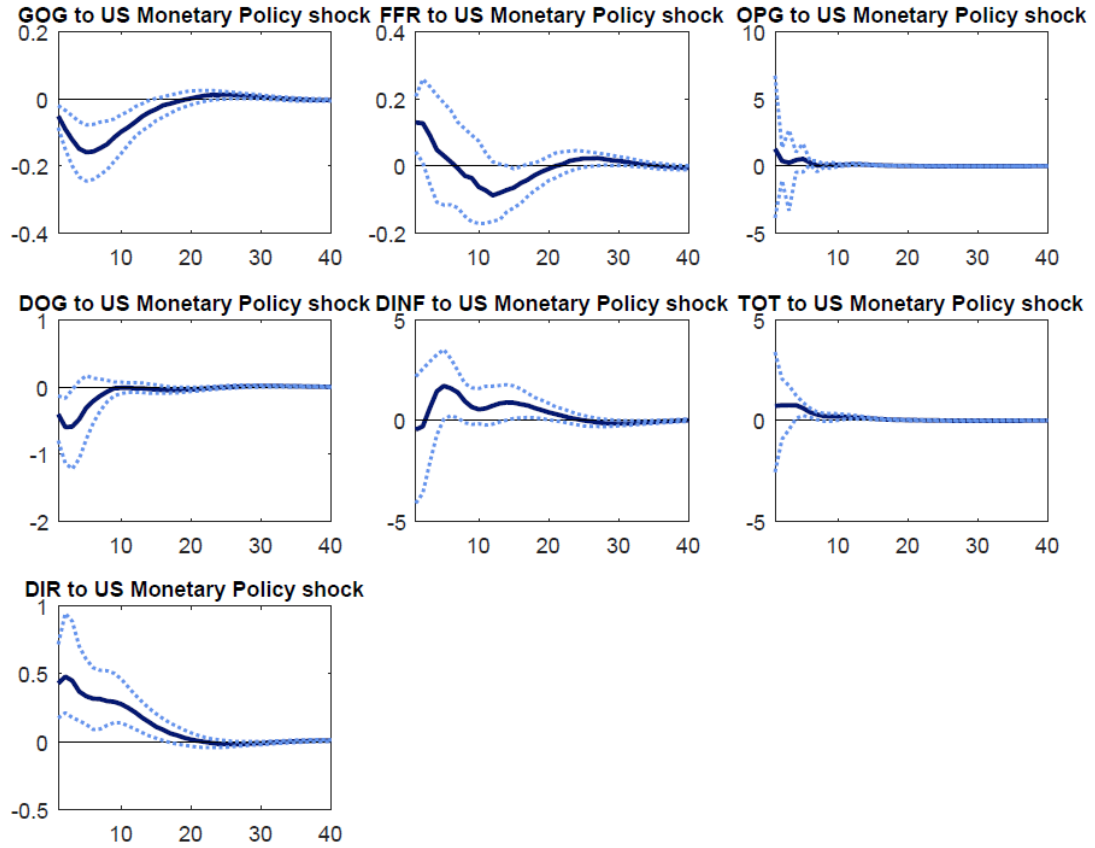 GOG to US Monetary Policy shock
0.2
0
-0.2
-0.4
10 20 30 40
FFR to US Monetary Policy shock
0.4
0.2
0
-0.2
10 20 30 40
OPG to US Monetary Policy shock
10
5
0
-5
10 20 30 40
DOG to US Monetary Policy shock
1
0
-1
-2
10 20 30 40
DINF to US Monetary Policy shock
5
0
-5
10 20 30 40
TOT to US Monetary Policy shock
5
0
-5
10 20 30 40
DIR to US Monetary Policy shock
1
0.5
0
-0.5
10 20 30 40